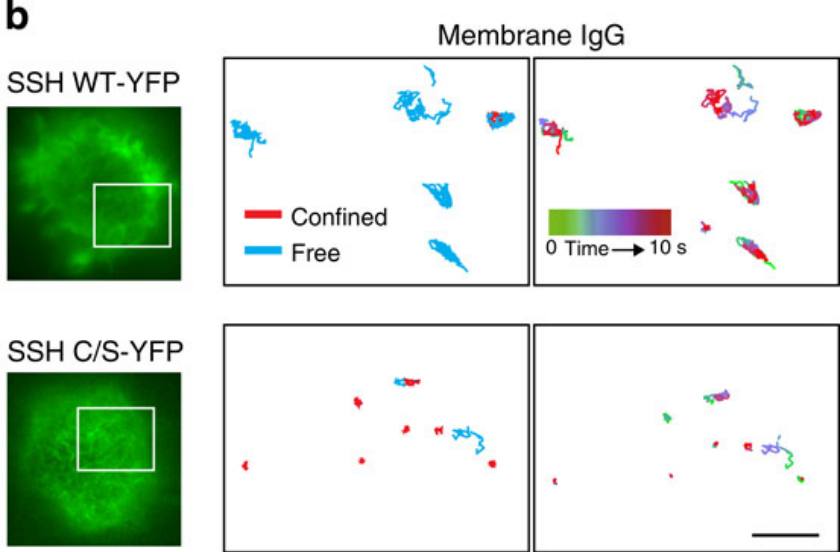 b
Membrane IgG
SSH WT-YFP
Confined
Free
0 Time 10 s
SSH C/S-YFP